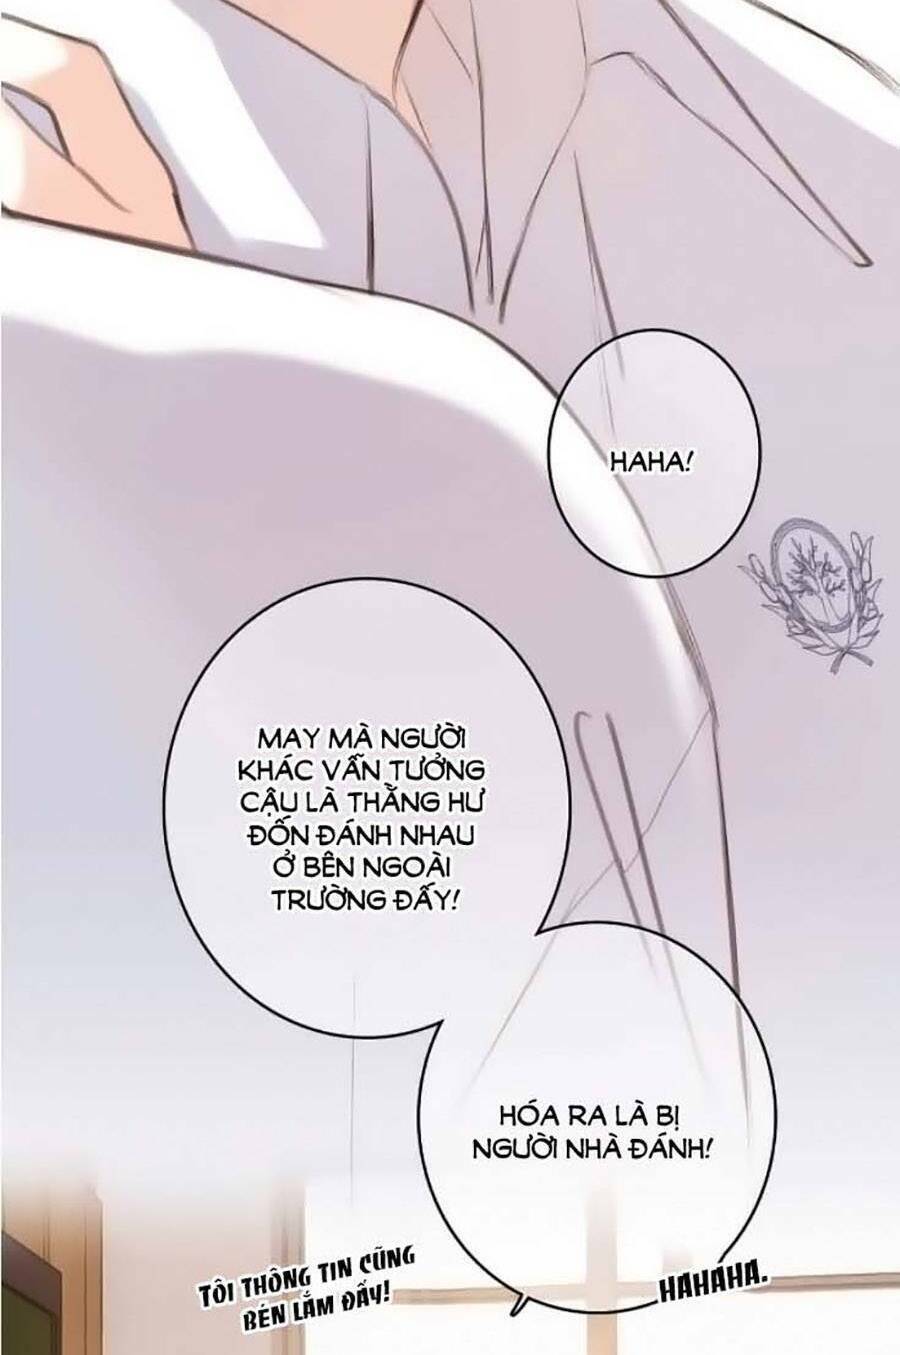 HAHA!
MAY MÀ NGƯỜI
KHÁC VẪN TƯỞNG
CẬU LÀ THẰNG HƯ
ĐỐN ĐÁNH NHAU
Ở BÊN NGOÀI
TRƯỜNG ĐẤY!
HÓA RA LÀ BỊ
NGƯỜI NHÀ ĐÁNH!
TÔI THÔNG TIN CŨNG
BÉN LẮM ĐẤY!
HAHAHA.